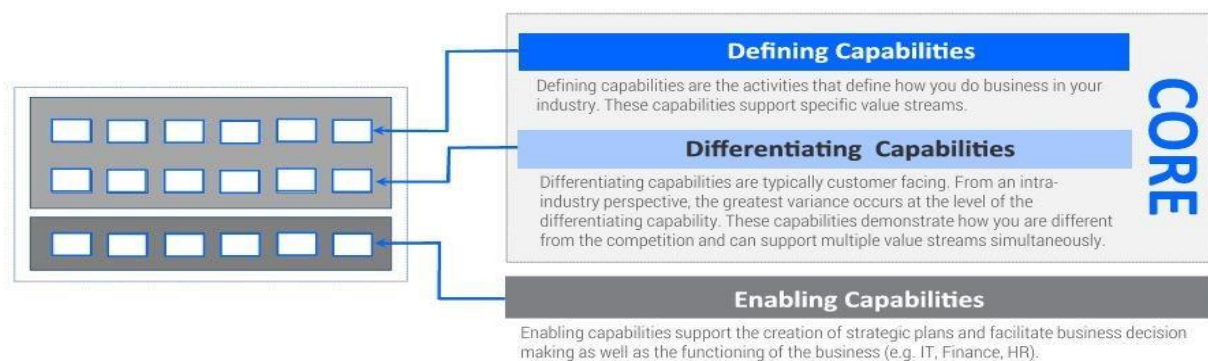 Defining Capabilities
Defining capabilities are the activities that define how you do business in your
industry. These capabilities support specific value streams.
CORE
Differentiating Capabilities
Differentiating capabilities are typically customer facing. From an intra-
industry perspective, the greatest variance occurs at the level of the
differentiating capability. These capabilities demonstrate how you are different
from the competition and can support multiple value streams simultaneously.
Enabling Capabilities
Enabling capabilities support the creation of strategic plans and facilitate business decision
making as well as the functioning of the business (e.g. IT, Finance, HR).